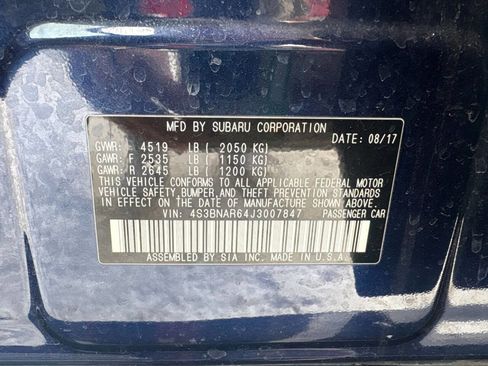 MFD BY SUBARU CORPORATION
DATE: 08/17
GVWR: 4519 LB ( 2050 KG)
GAWR: F 2535 LB ( 1150 KG)
GAWR: R 2645 LB ( 1200 KG)
THIS VEHICLE CONFORMS TO ALL APPLICABLE FEDERAL MOTOR
VEHICLE SAFETY,BUMPER,AND THEFT PREVENTION STANDARDS
IN EFFECT ON THE DATE OF MANUFACTURE SHOWN ABOVE.
VIN: 4S3BNAR64J3007847 PASSENGER CAR
ASSEMBLED BY SIA INC. MADE IN U.S.A.